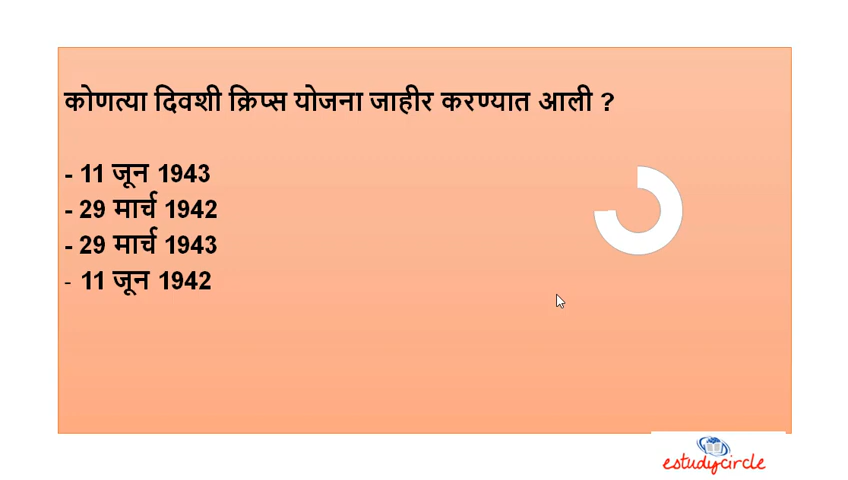 कोणत्या दिवशी क्रिप्स योजना जाहीर करण्यात आली ?
- 11 जून 1943
- 29 मार्च 1942
- 29 मार्च 1943
- 11 जून 1942
estudycircle